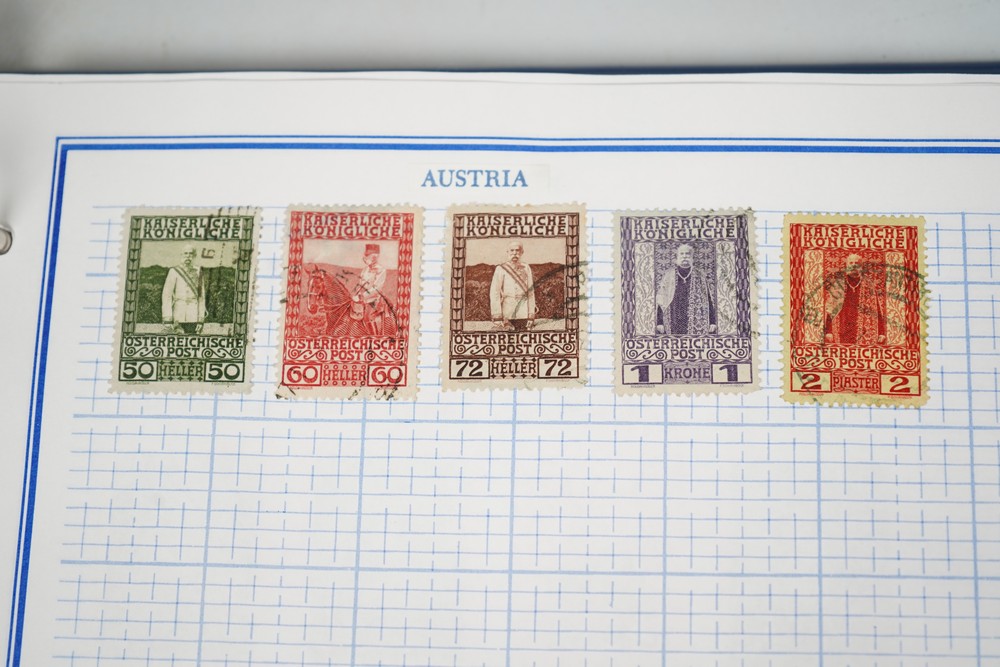 AUSTRIA
KAISERLICHE
KÖNIGLICHE
ÖSTERREICHISCHE
POST
50 HELLER 50
KAISERLICHE
KÖNIGLICHE
ÖSTERREICHISCHE
POST
60 HELLER 60
KAISERLICHE
KÖNIGLICHE
ÖSTERREICHISCHE
POST
72 HELLER 72
KAISERLICHE
KÖNIGLICHE
ÖSTERREICHISCHE
POST
1 KRONE 1
KAISERLICHE
KÖNIGLICHE
ÖSTERREICHISCHE
POST
2 PIASTER 2